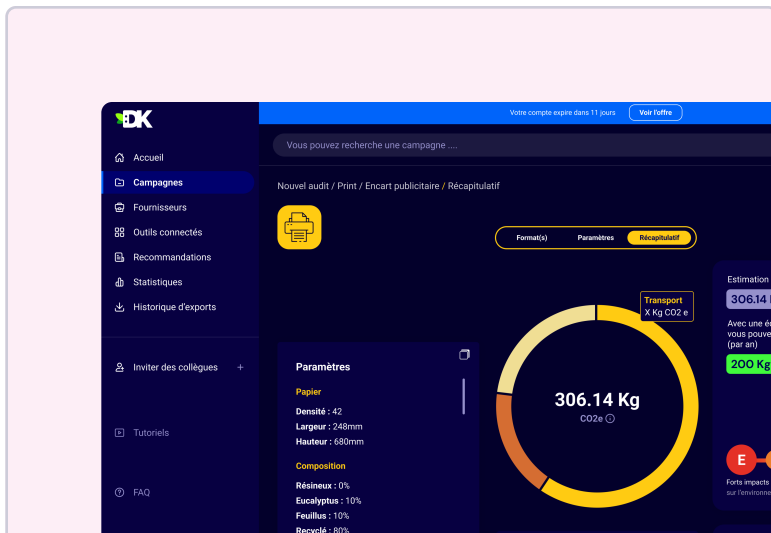 DK
Votre compte expire dans 11 jours
Voir l'offre
Vous pouvez recherche une campagne ....
Accueil
Campagnes
Fournisseurs
Outils connectés
Recommandations
Statistiques
Historique d'exports
Inviter des collègues +
Tutoriels
FAQ
Nouvel audit / Print / Encart publicitaire / Récapitulatif
Format(s)
Paramètres
Récapitulatif
Paramètres
Papier
Densité : 42
Largeur : 248mm
Hauteur : 680mm
Composition
Résineux : 0%
Eucalyptus : 10%
Feuillus : 10%
Recyclé : 80%
Transport
X Kg CO2 e
306.14 Kg
CO2e
Estimation
306.14
Avec une
vous
(par an)
200 Kg
E
Forts impacts
sur